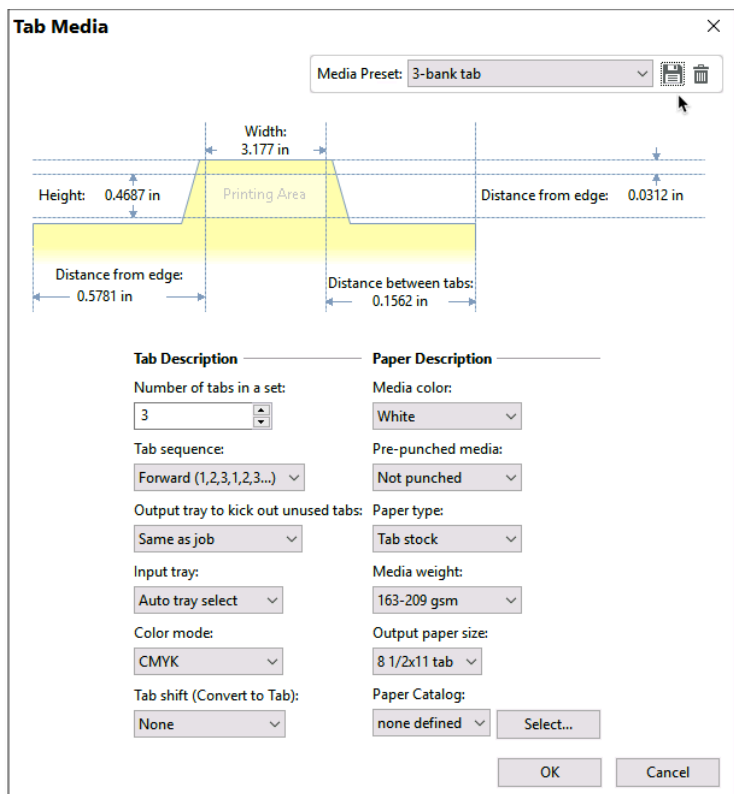 Tab Media
Media Preset: 3-bank tab
Width:
3.177 in
Height: 0.4687 in
Printing Area
Distance from edge: 0.0312 in
Distance from edge:
0.5781 in
Distance between tabs:
0.1562 in
Tab Description
Number of tabs in a set:
3
Tab sequence:
Forward (1,2,3,1,2,3...)
Output tray to kick out unused tabs:
Same as job
Input tray:
Auto tray select
Color mode:
CMYK
Tab shift (Convert to Tab):
None
Paper Description
Media color:
White
Pre-punched media:
Not punched
Paper type:
Tab stock
Media weight:
163-209 gsm
Output paper size:
8 1/2x11 tab
Paper Catalog:
none defined Select...
OK Cancel